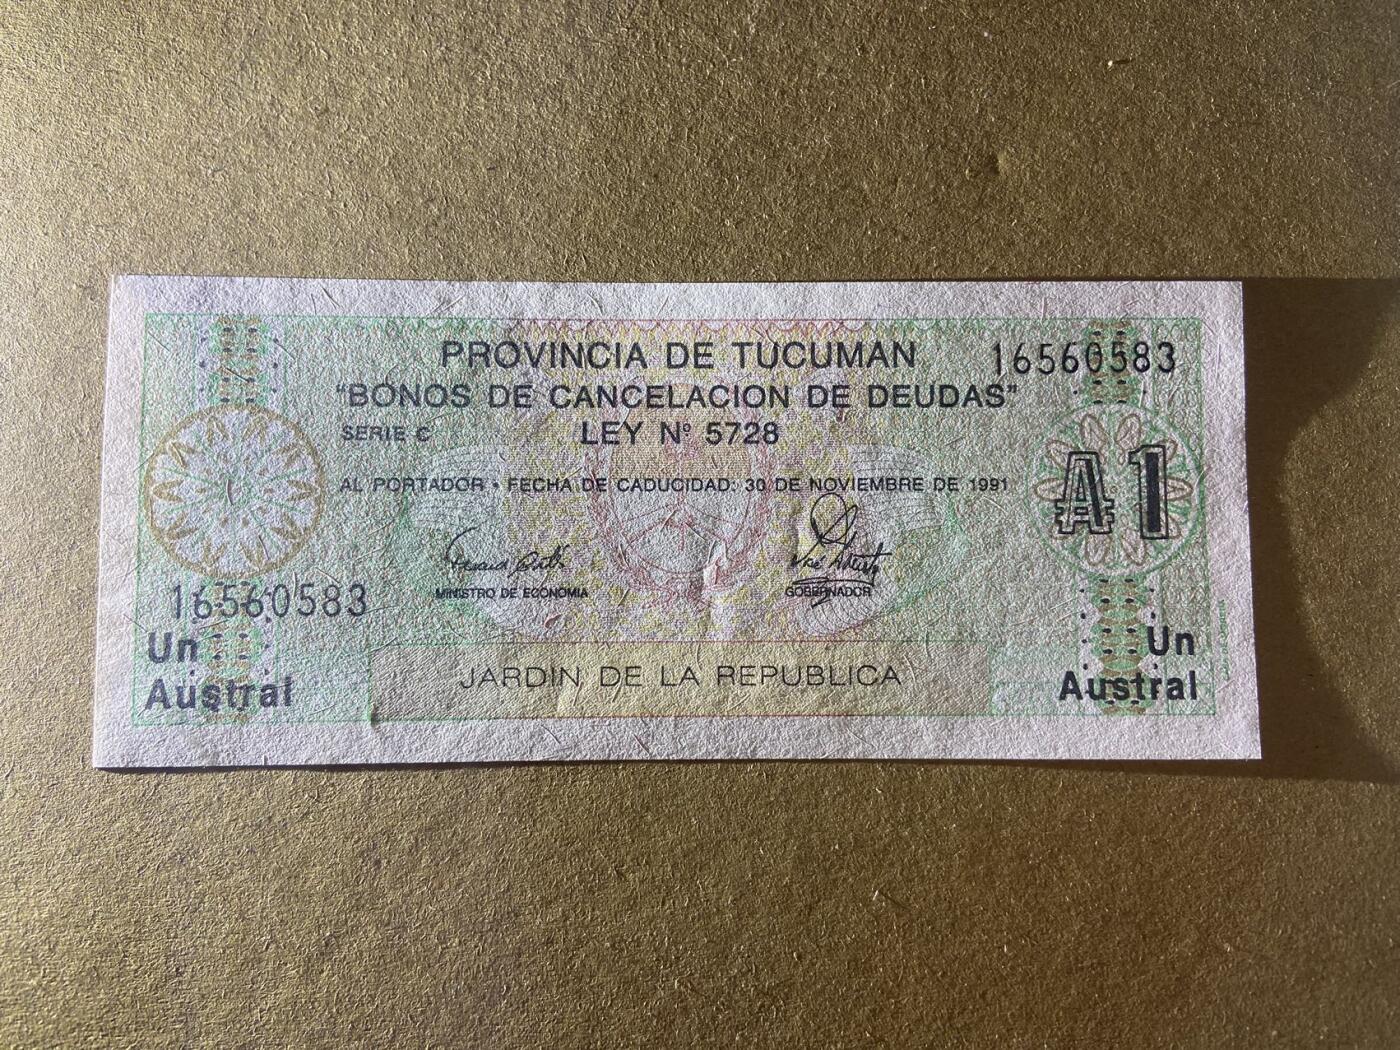 PROVINCIA DE TUCUMAN
16560583
"BONOS DE CANCELACION DE DEUDAS"
SERIE C
LEY Nº 5728
AL PORTADOR • FECHA DE CADUCIDAD: 30 DE NOVIEMBRE DE 1991
A1
MINISTRO DE ECONOMIA
GOBERNADOR
16560583
Un
Austral
Un
Austral
JARDIN DE LA REPUBLICA